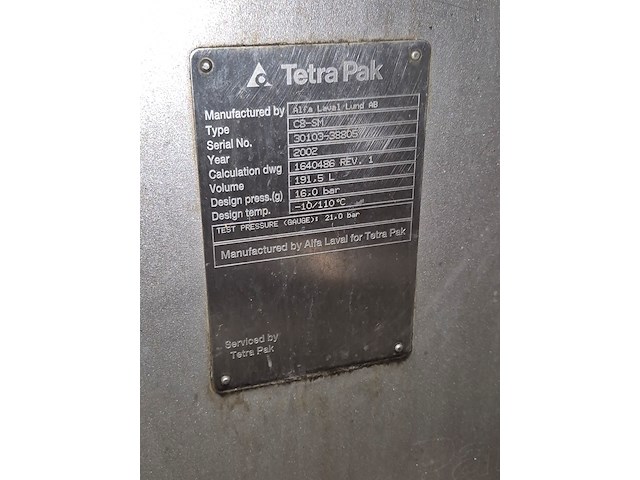 Tetra Pak
Manufactured by Alfa Laval Lund AB
Type C8-SM
Serial No. 30103-38805
Year 2002
Calculation dwg 1640486 REV. 1
Volume 191,5 L
Design press.(g) 16.0 bar
Design temp. -10/110°C
TEST PRESSURE (GAUGE): 21.0 bar
Manufactured by Alfa Laval for Tetra Pak
Serviced by
Tetra Pak